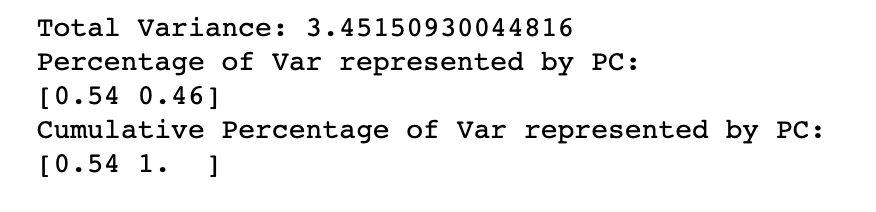 Total Variance: 3.45150930044816
Percentage of Var represented by PC:
[0.54 0.46]
Cumulative Percentage of Var represented by PC:
[0.54 1.  ]